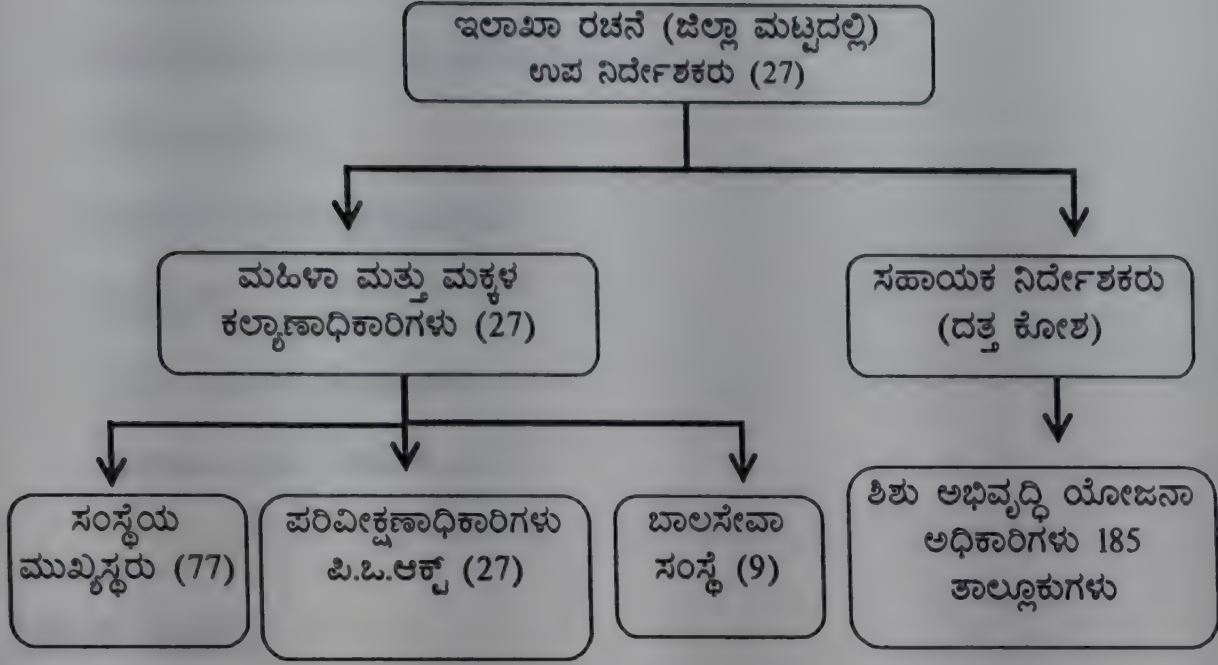 ಇಲಾಖಾ ರಚನೆ (ಜಿಲ್ಲಾ ಮಟ್ಟದಲ್ಲಿ)
ಉಪ ನಿರ್ದೇಶಕರು (27)
ಮಹಿಳಾ ಮತ್ತು ಮಕ್ಕಳ
ಕಲ್ಯಾಣಾಧಿಕಾರಿಗಳು (27)
ಸಹಾಯಕ ನಿರ್ದೇಶಕರು
(ದತ್ತ ಕೋಶ)
ಸಂಸ್ಥೆಯ
ಮುಖ್ಯಸ್ಥರು (77)
ಪರಿವೀಕ್ಷಣಾಧಿಕಾರಿಗಳು
ಪಿ.ಒ.ಆಕ್ಟ್ (27)
ಬಾಲಸೇವಾ
ಸಂಸ್ಥೆ (9)
ಶಿಶು ಅಭಿವೃದ್ಧಿ ಯೋಜನಾ
ಅಧಿಕಾರಿಗಳು 185
ತಾಲ್ಲೂಕುಗಳು